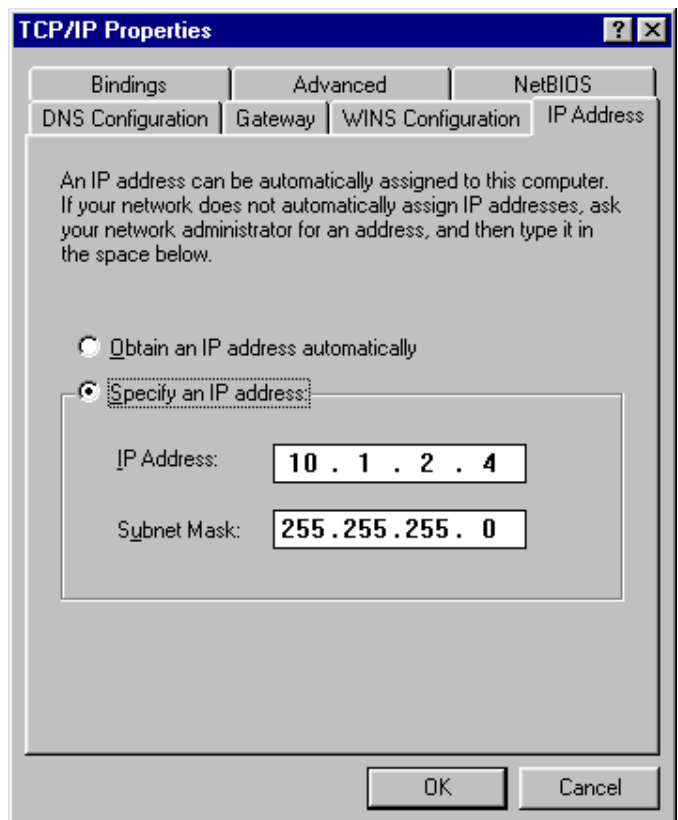 TCP/IP Properties
Bindings Advanced NetBIOS
DNS Configuration Gateway WINS Configuration IP Address
An IP address can be automatically assigned to this computer.
If your network does not automatically assign IP addresses, ask
your network administrator for an address, and then type it in
the space below.
Obtain an IP address automatically
Specify an IP address:
IP Address: 10 . 1 . 2 . 4
Subnet Mask: 255.255.255. 0
OK Cancel